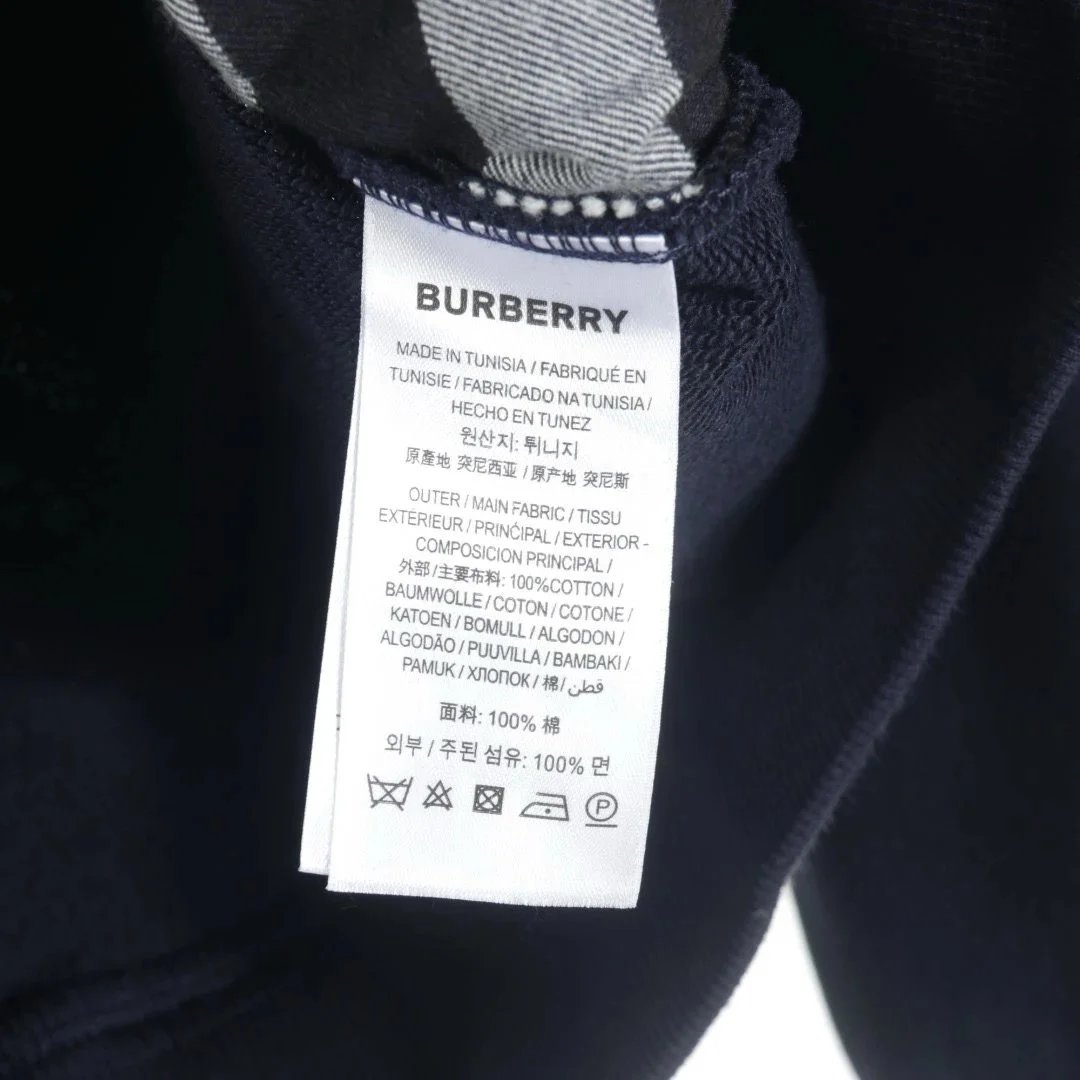 BURBERRY
MADE IN TUNISIA / FABRIQUÉ EN
TUNISIE / FABRICADO NA TUNISIA /
HECHO EN TUNEZ
원산지: 튀니지
原產地 突尼西亚 / 原产地 突尼斯
OUTER / MAIN FABRIC / TISSU
EXTÉRIEUR / PRINĆIPAL / EXTERIOR -
COMPOSICION PRINCIPAL /
外部 /主要布料: 100%COTTON /
BAUMWOLLE / COTON / COTONE /
KATOEN / BOMULL / ALGODON /
ALGODÃO / PUUVILLA / BAMBAKI /
PAMUK / ХЛОПОК / 棉/ قطن
面料: 100% 棉
외부 / 주된 섬유: 100% 면
P